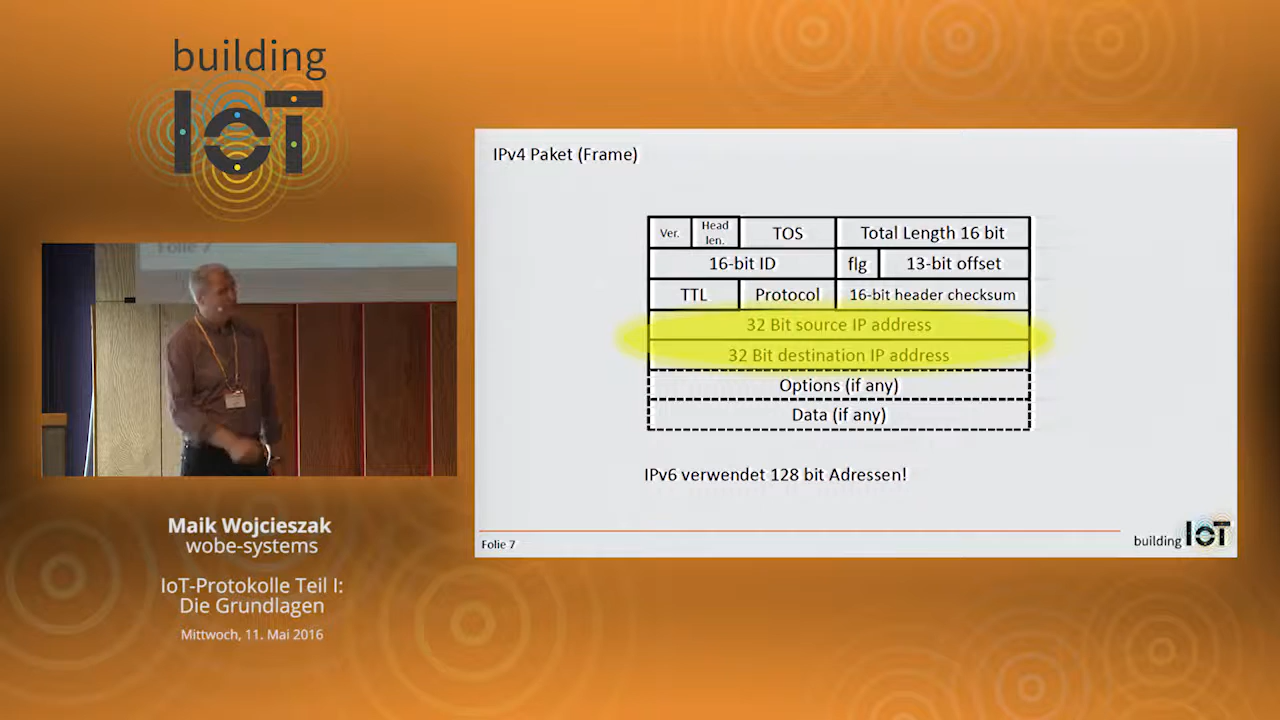 building
IoT
Folie 7
Maik Wojcieszak
wobe-systems
IoT-Protokolle Teil I:
Die Grundlagen
Mittwoch, 11. Mai 2016
IPv4 Paket (Frame)
Ver. Head len. TOS Total Length 16 bit
16-bit ID flg 13-bit offset
TTL Protocol 16-bit header checksum
32 Bit source IP address
32 Bit destination IP address
Options (if any)
Data (if any)
IPv6 verwendet 128 bit Adressen!
Folie 7
building IoT